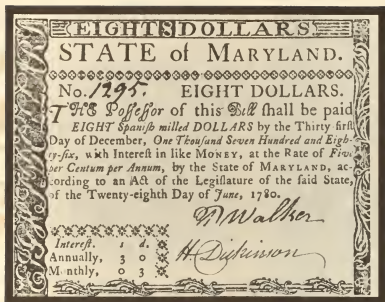 EIGHT DOLLARS
STATE of MARYLAND.
No. 1295. EIGHT DOLLARS.
THE Poſſeſſor of this Bill ſhall be paid
EIGHT Spaniſh milled DOLLARS by the Thirty-firſt
Day of December, One Thouſand Seven Hundred and Eigh-
ty-ſix, with Intereſt in like MONEY, at the Rate of Five
per Centum per Annum, by the State of MARYLAND, ac-
cording to an Act of the Legiſlature of the ſaid State,
of the Twenty-eighth Day of June, 1780.
Walker
Intereſt. s d.
Annually, 3 0 H. Dickinson
Monthly, 0 3